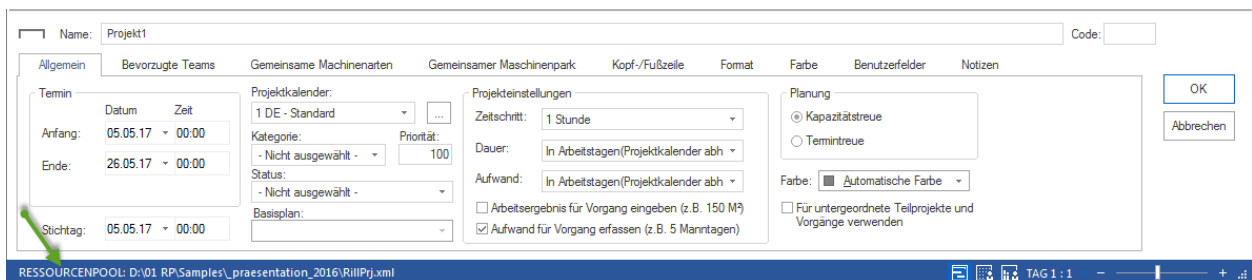 Name: Projekt1 Code:
Allgemein Bevorzugte Teams Gemeinsame Machinenarten Gemeinsamer Maschinenpark Kopf-/Fußzeile Format Farbe Benutzerfelder Notizen
Termin
Datum Zeit
Anfang: 05.05.17 00:00
Ende: 26.05.17 00:00
Stichtag: 05.05.17 00:00
Projektkalender:
1 DE - Standard ...
Kategorie: Priorität:
- Nicht ausgewählt - 100
Status:
- Nicht ausgewählt -
Basisplan:
Projekteinstellungen
Zeitschritt: 1 Stunde
Dauer: In Arbeitstagen(Projektkalender abh
Aufwand: In Arbeitstagen(Projektkalender abh
Arbeitsergebnis für Vorgang eingeben (z.B. 150 M²)
Aufwand für Vorgang erfassen (z.B. 5 Manntagen)
Planung
Kapazitätstreue
Termintreue
Farbe: Automatische Farbe
Für untergeordnete Teilprojekte und
Vorgänge verwenden
OK
Abbrechen
RESSOURCENPOOL: D:\01 RP\Samples\_praesentation_2016\RillPrj.xml TAG 1 : 1